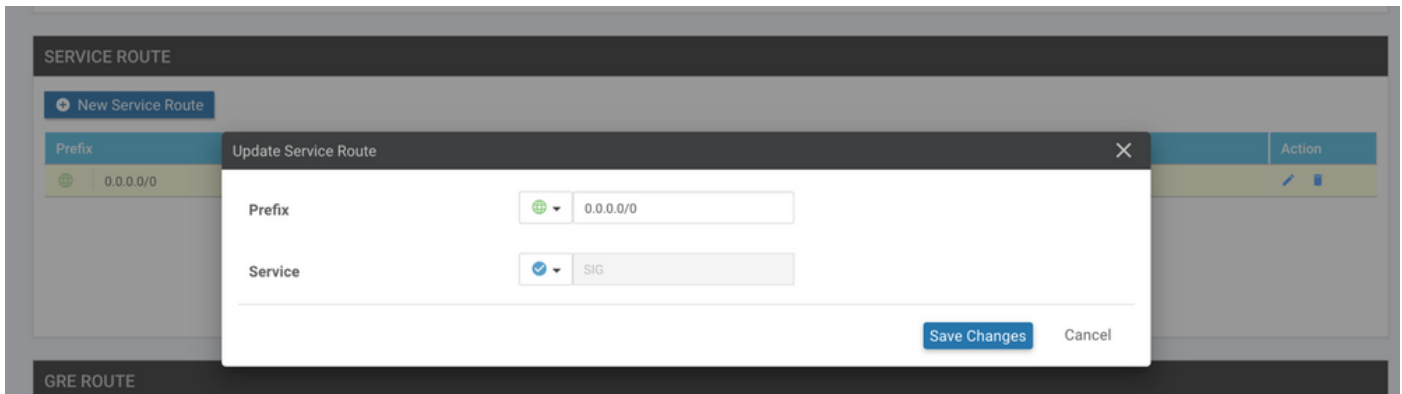 SERVICE ROUTE
New Service Route
Prefix
Action
0.0.0.0/0
Update Service Route
Prefix
0.0.0.0/0
Service
SIG
Save Changes
Cancel
GRE ROUTE